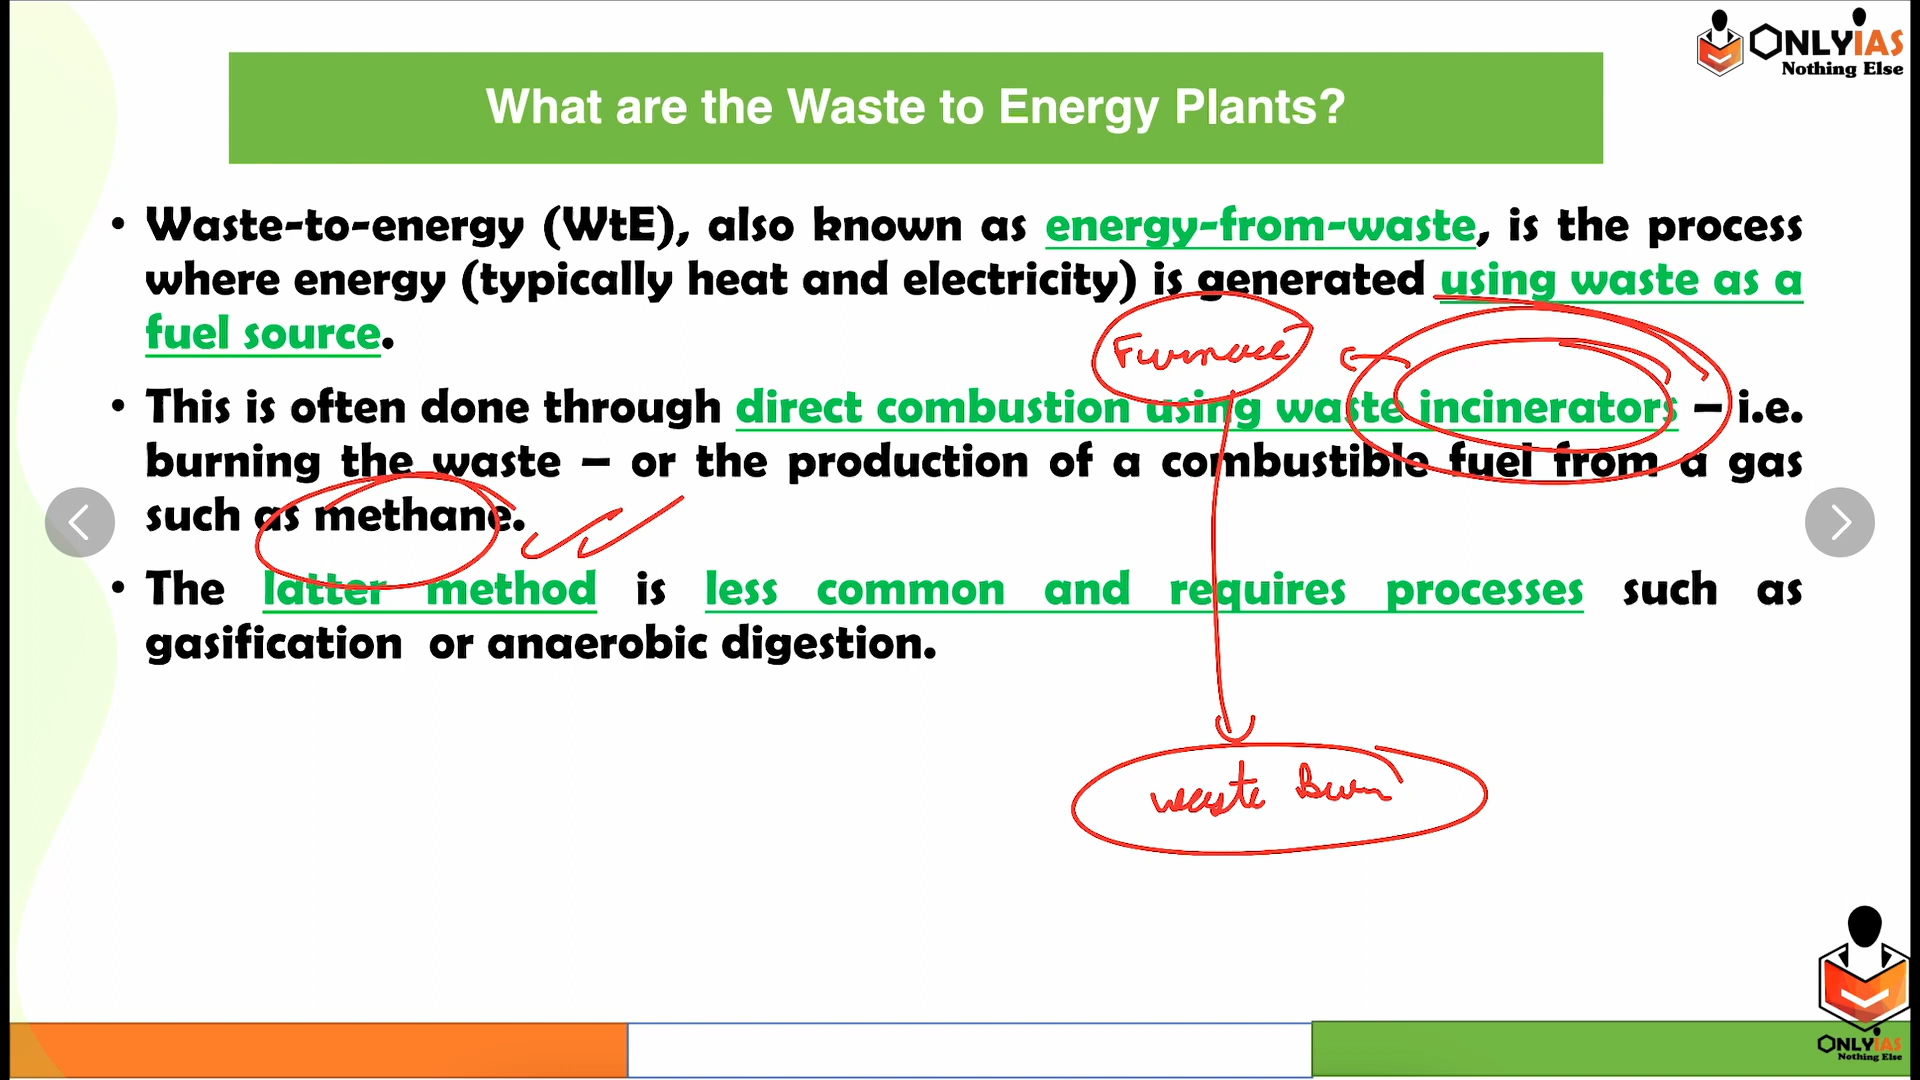 ONLYIAS
Nothing Else
What are the Waste to Energy Plants?
• Waste-to-energy (WtE), also known as energy-from-waste, is the process
where energy (typically heat and electricity) is generated using waste as a
fuel source.
Furnace
• This is often done through direct combustion using waste incinerators – i.e.
burning the waste – or the production of a combustible fuel from a gas
such as methane.
• The latter method is less common and requires processes such as
gasification or anaerobic digestion.
waste Burn
ONLYIAS
Nothing Else